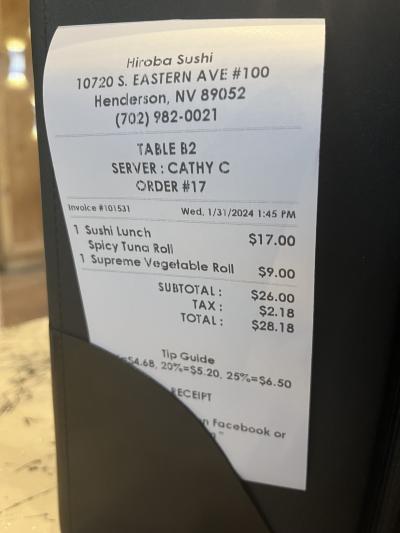 Hiroba Sushi
10720 S. EASTERN AVE #100
Henderson, NV 89052
(702) 982-0021
TABLE B2
SERVER : CATHY C
ORDER #17
Invoice #101531 Wed, 1/31/2024 1:45 PM
1 Sushi Lunch $17.00
Spicy Tuna Roll
1 Supreme Vegetable Roll $9.00
SUBTOTAL : $26.00
TAX : $2.18
TOTAL : $28.18
Tip Guide
=$4.68, 20%=$5.20, 25%=$6.50
RECEIPT
on Facebook or